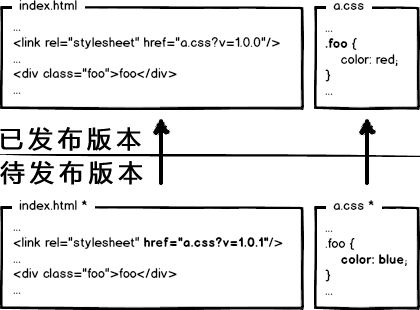 index.html
a.css
...
<link rel="stylesheet" href="a.css?v=1.0.0"/>
...
<div class="foo">foo</div>
...
...
.foo {
color: red;
}
...
已发布版本
待发布版本
index.html *
a.css *
...
<link rel="stylesheet" href="a.css?v=1.0.1"/>
...
<div class="foo">foo</div>
...
...
.foo {
color: blue;
}
...